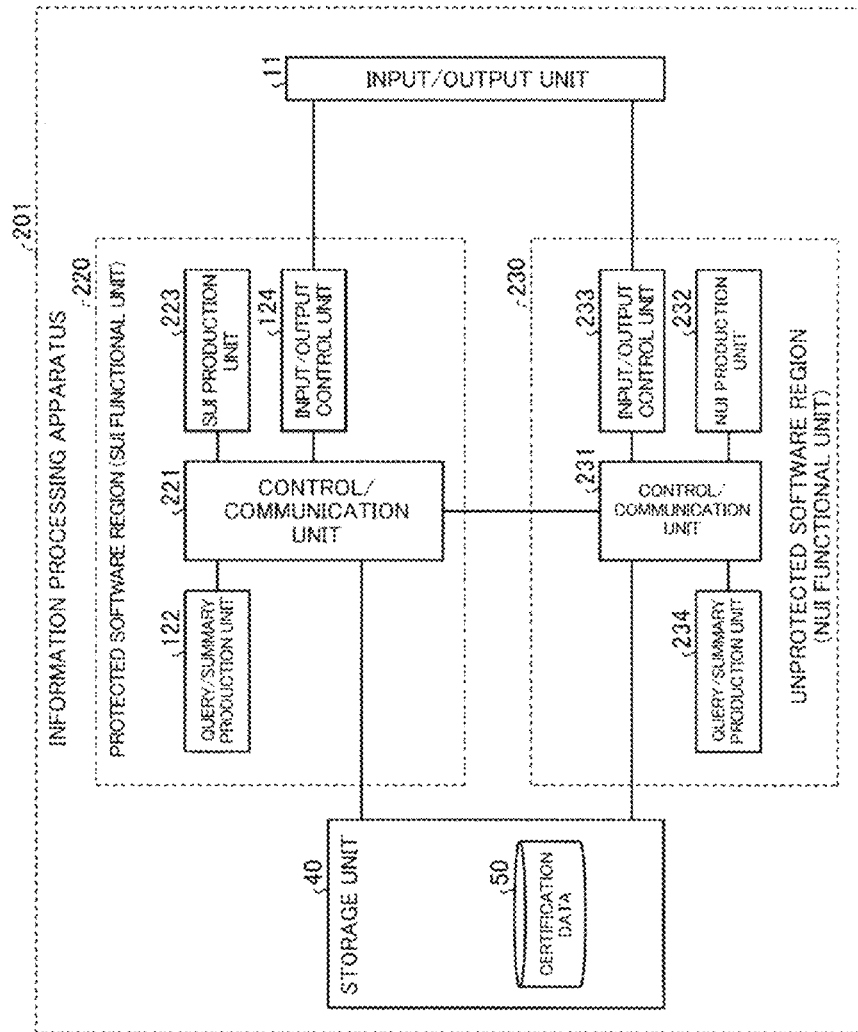 201
INFORMATION PROCESSING APPARATUS
220
PROTECTED SOFTWARE REGION (SUI FUNCTIONAL UNIT)
122
QUERY/SUMMARY
PRODUCTION UNIT
221
CONTROL/
COMMUNICATION
UNIT
223
SUI PRODUCTION
UNIT
124
INPUT/OUTPUT
CONTROL UNIT
11
INPUT/OUTPUT UNIT
40
STORAGE UNIT
50
CERTIFICATION
DATA
230
231
CONTROL/
COMMUNICATION
UNIT
233
INPUT/OUTPUT
CONTROL UNIT
232
NUI PRODUCTION
UNIT
234
QUERY/SUMMARY
PRODUCTION UNIT
UNPROTECTED SOFTWARE REGION
(NUI FUNCTIONAL UNIT)